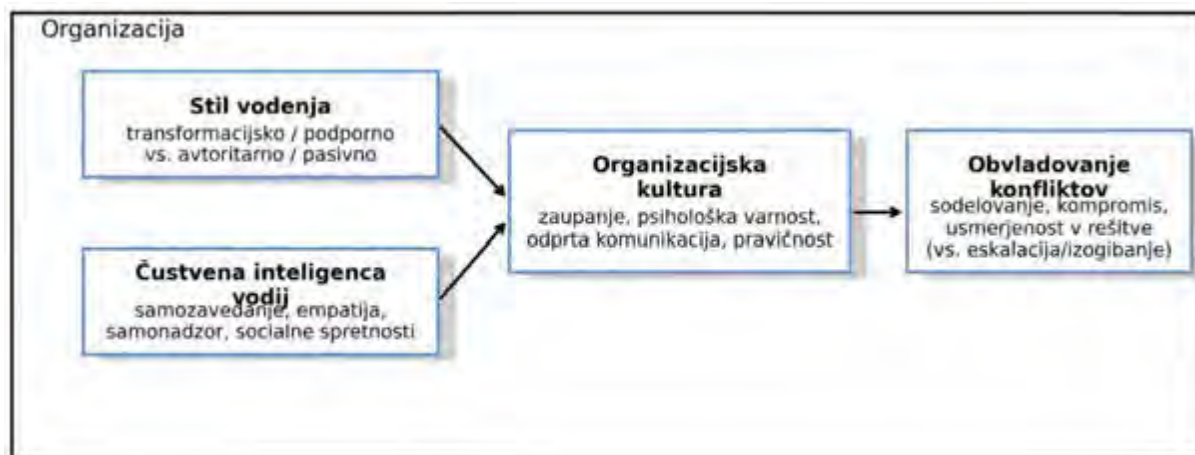 Organizacija
Stil vodenja
transformacijsko / podporno
vs. avtoritarno / pasivno
Čustvena inteligenca
vodij
samozavedanje, empatija,
samonadzor, socialne spretnosti
Organizacijska
kultura
zaupanje, psihološka varnost,
odprta komunikacija, pravičnost
Obvladovanje
konfliktov
sodelovanje, kompromis,
usmerjenost v rešitve
(vs. eskalacija/izogibanje)